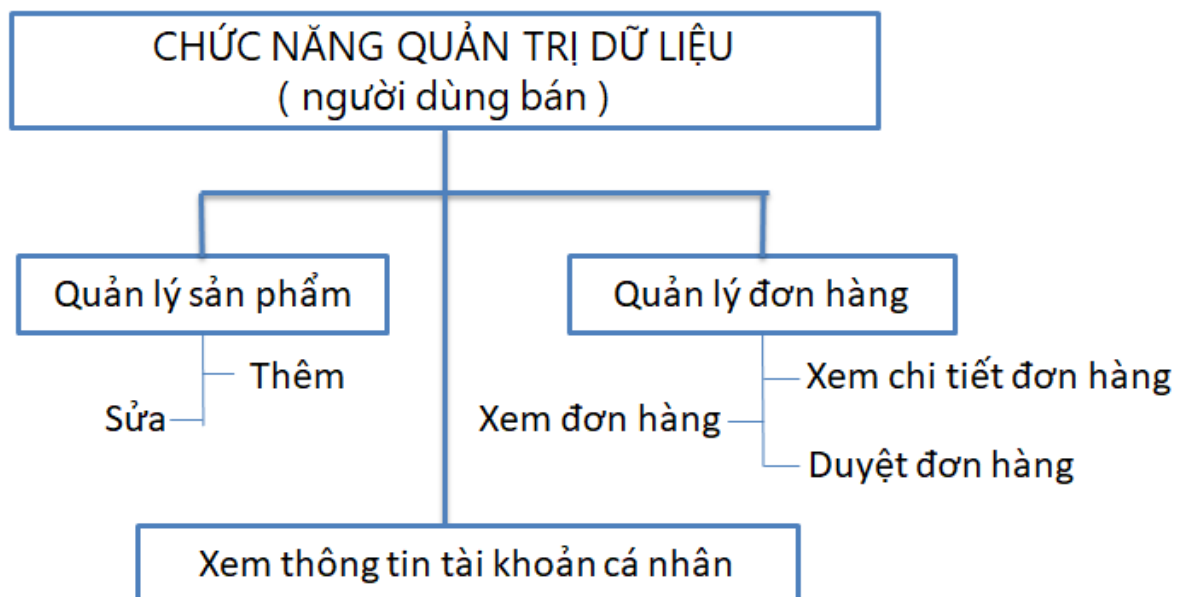 CHỨC NĂNG QUẢN TRỊ DỮ LIỆU
( người dùng bán )
Quản lý sản phẩm
Thêm
Sửa
Quản lý đơn hàng
Xem chi tiết đơn hàng
Xem đơn hàng
Duyệt đơn hàng
Xem thông tin tài khoản cá nhân